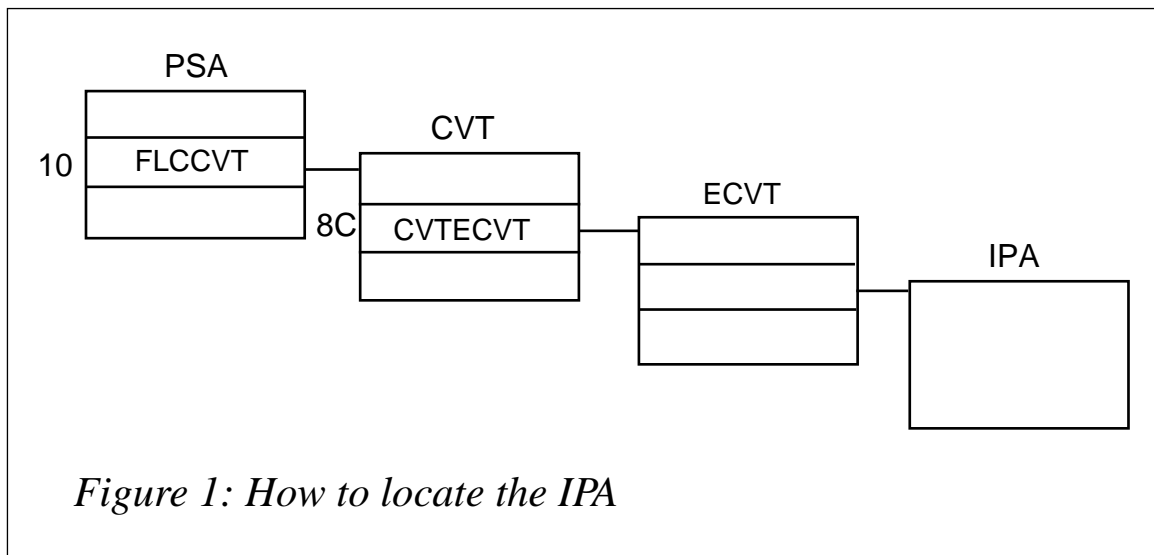 PSA
10
FLCCVT
CVT
8C
CVTECVT
ECVT
IPA
Figure 1: How to locate the IPA